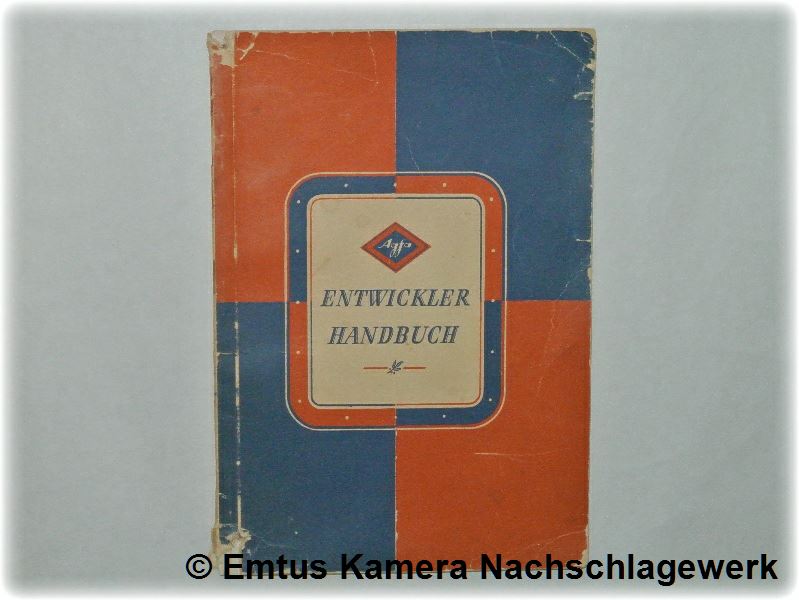 Agfa
ENTWICKLER
HANDBUCH
© Emtus Kamera Nachschlagewerk